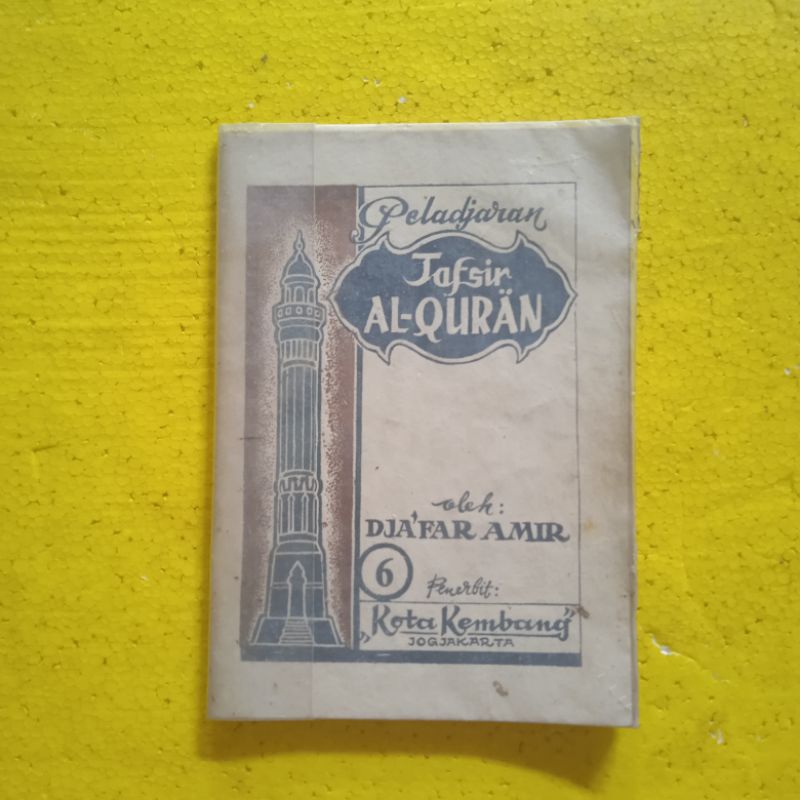 Peladjaran
Tafsir
AL-QURÄN
oleh:
DJA'FAR AMIR
6
Penerbit:
„Kota Kembang"
JOGJAKARTA